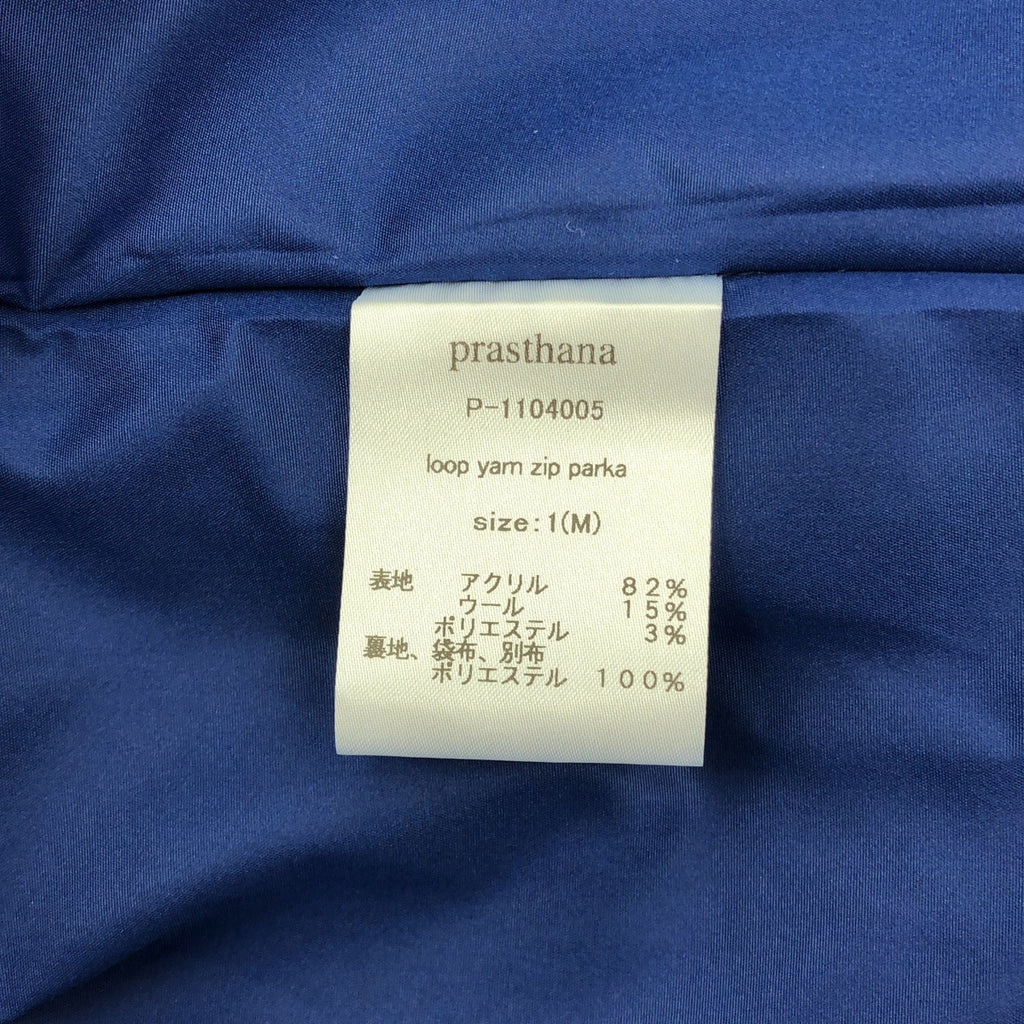 prasthana
P-1104005
loop yarn zip parka
size:1(M)
表地 アクリル 82%
ウール 15%
ポリエステル 3%
裏地、袋布、別布
ポリエステル 100%